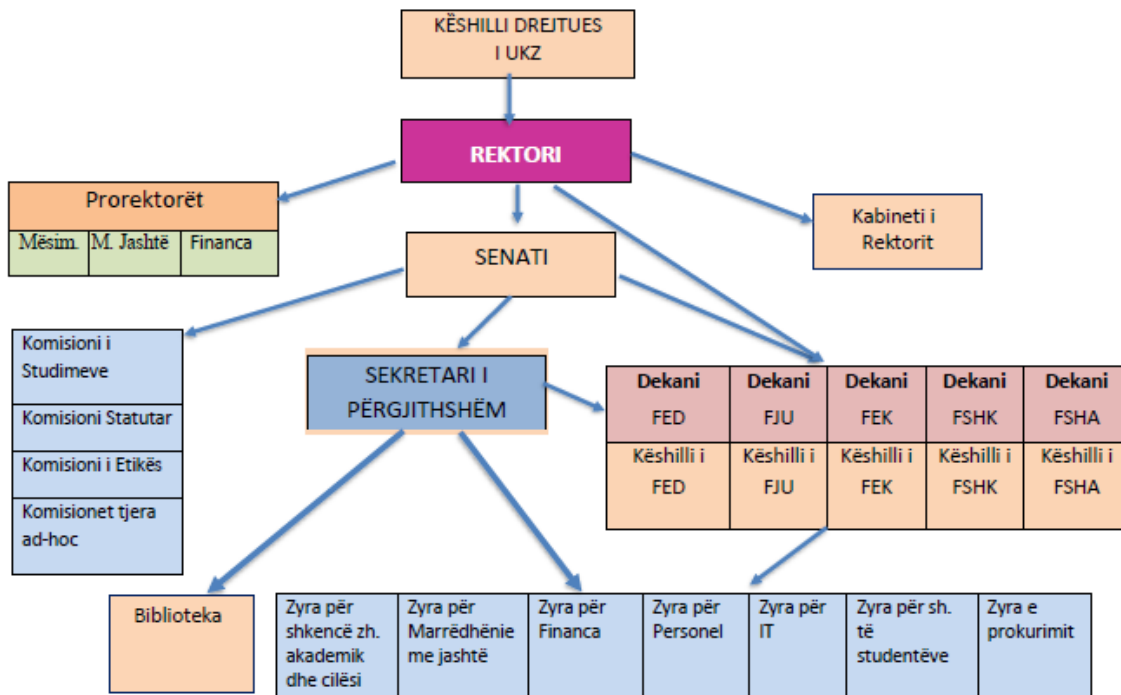 KËSHILLI DREJTUES
I UKZ
REKTORI
Prorektorët
Mësim.
M. Jashtë
Financa
Kabineti i
Rektorit
SENATI
Komisioni i
Studimeve
Komisioni Statutar
Komisioni i Etikës
Komisionet tjera
ad-hoc
SEKRETARI I
PËRGJITHSHËM
Dekani
FED
Dekani
FJU
Dekani
FEK
Dekani
FSHK
Dekani
FSHA
Këshilli i
FED
Këshilli i
FJU
Këshilli i
FEK
Këshilli i
FSHK
Këshilli i
FSHA
Biblioteka
Zyra për
shkencë zh.
akademik
dhe cilësi
Zyra për
Marrëdhënie
me jashtë
Zyra për
Financa
Zyra për
Personel
Zyra për
IT
Zyra për sh.
të
studentëve
Zyra e
prokurimit